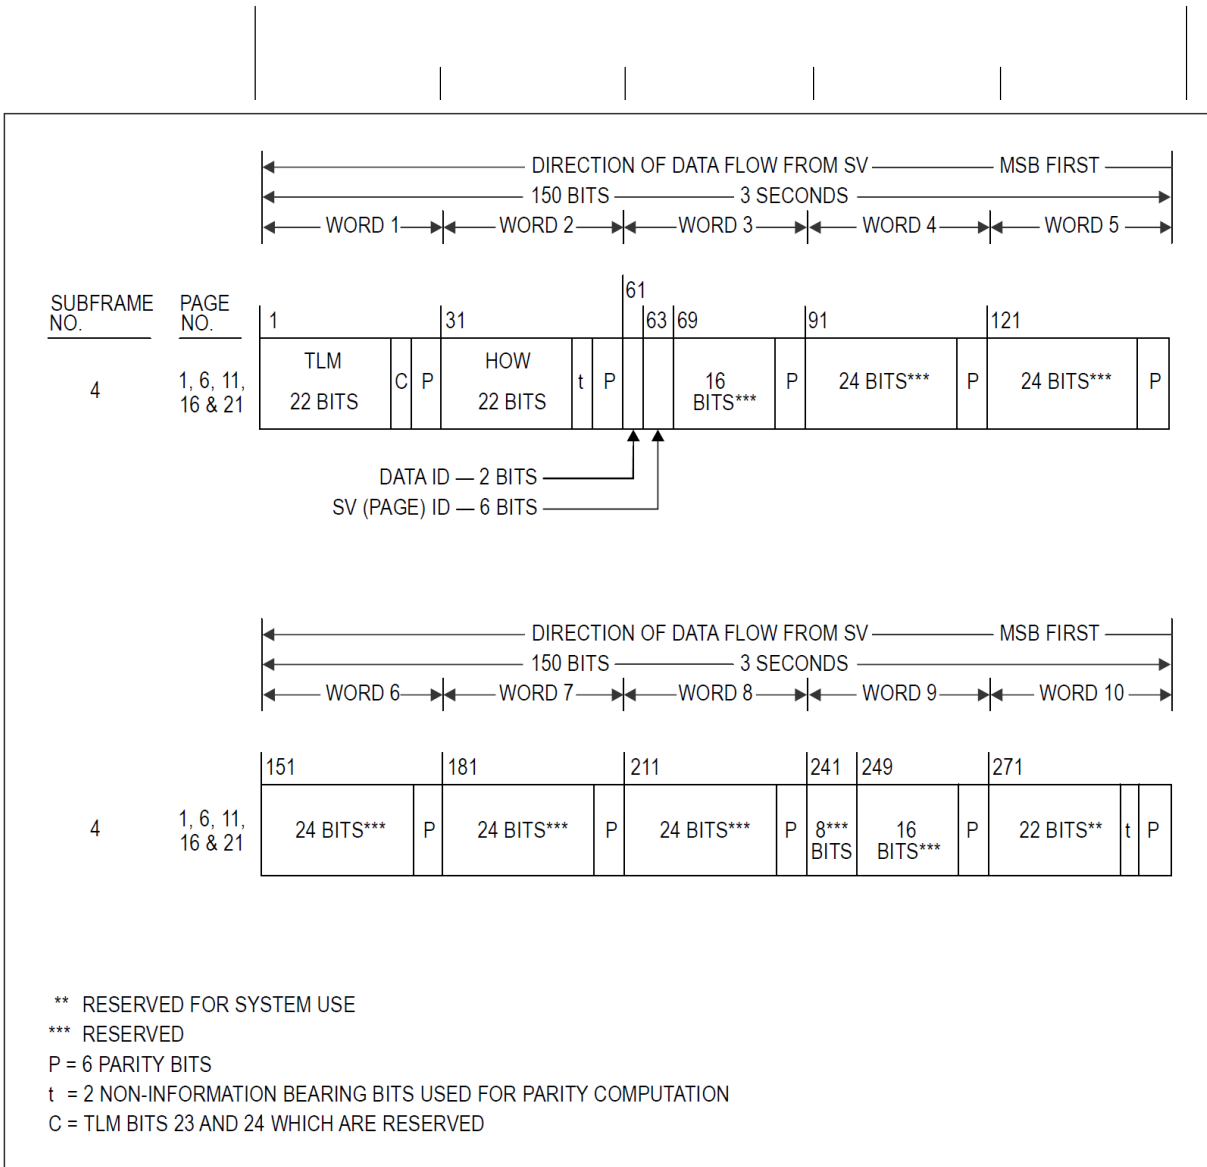 DIRECTION OF DATA FLOW FROM SV MSB FIRST
150 BITS 3 SECONDS
WORD 1 WORD 2 WORD 3 WORD 4 WORD 5
SUBFRAME NO.
PAGE NO.
1 31 61 63 69 91 121
4
1, 6, 11,
16 & 21
TLM
22 BITS
C P
HOW
22 BITS
t P
16
BITS***
P
24 BITS*** P
24 BITS*** P
DATA ID — 2 BITS
SV (PAGE) ID — 6 BITS
DIRECTION OF DATA FLOW FROM SV MSB FIRST
150 BITS 3 SECONDS
WORD 6 WORD 7 WORD 8 WORD 9 WORD 10
151 181 211 241 249 271
4
1, 6, 11,
16 & 21
24 BITS*** P
24 BITS*** P
24 BITS*** P
8***
BITS
16
BITS***
P
22 BITS** t P
** RESERVED FOR SYSTEM USE
*** RESERVED
P = 6 PARITY BITS
t = 2 NON-INFORMATION BEARING BITS USED FOR PARITY COMPUTATION
C = TLM BITS 23 AND 24 WHICH ARE RESERVED